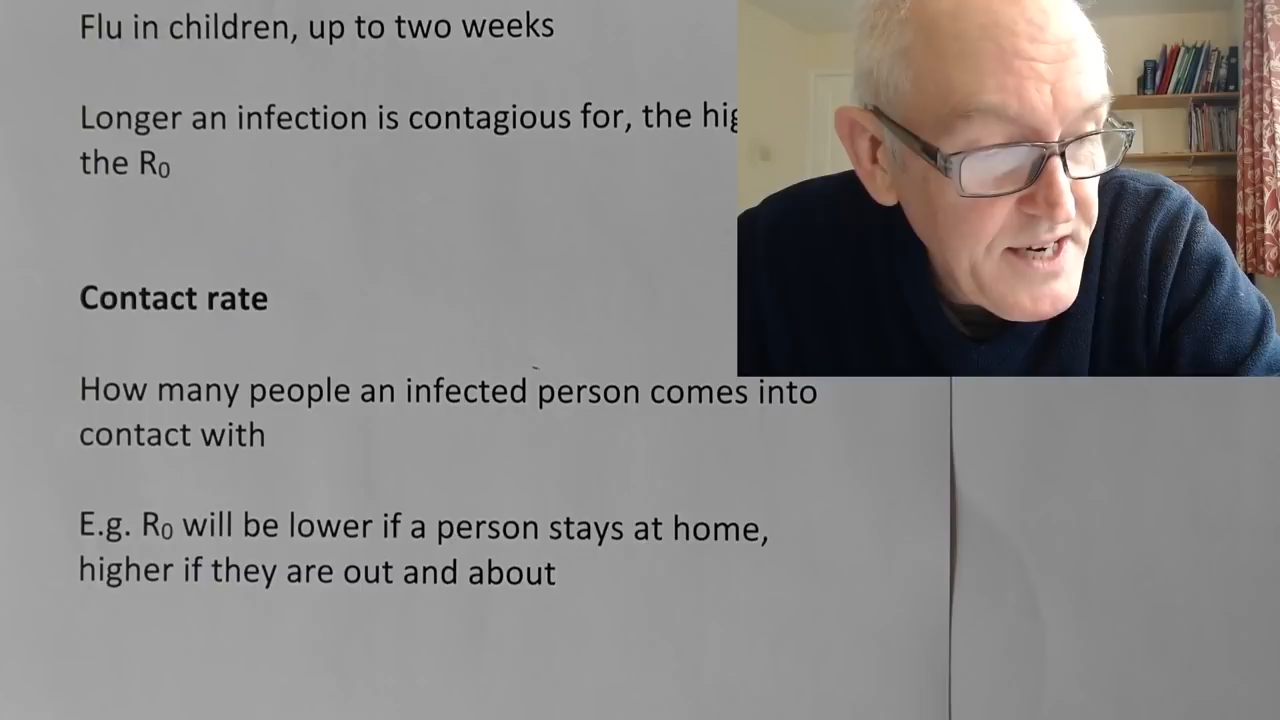 Flu in children, up to two weeks
Longer an infection is contagious for, the
the R₀
Contact rate
How many people an infected person comes into
contact with
E.g. R₀ will be lower if a person stays at home,
higher if they are out and about